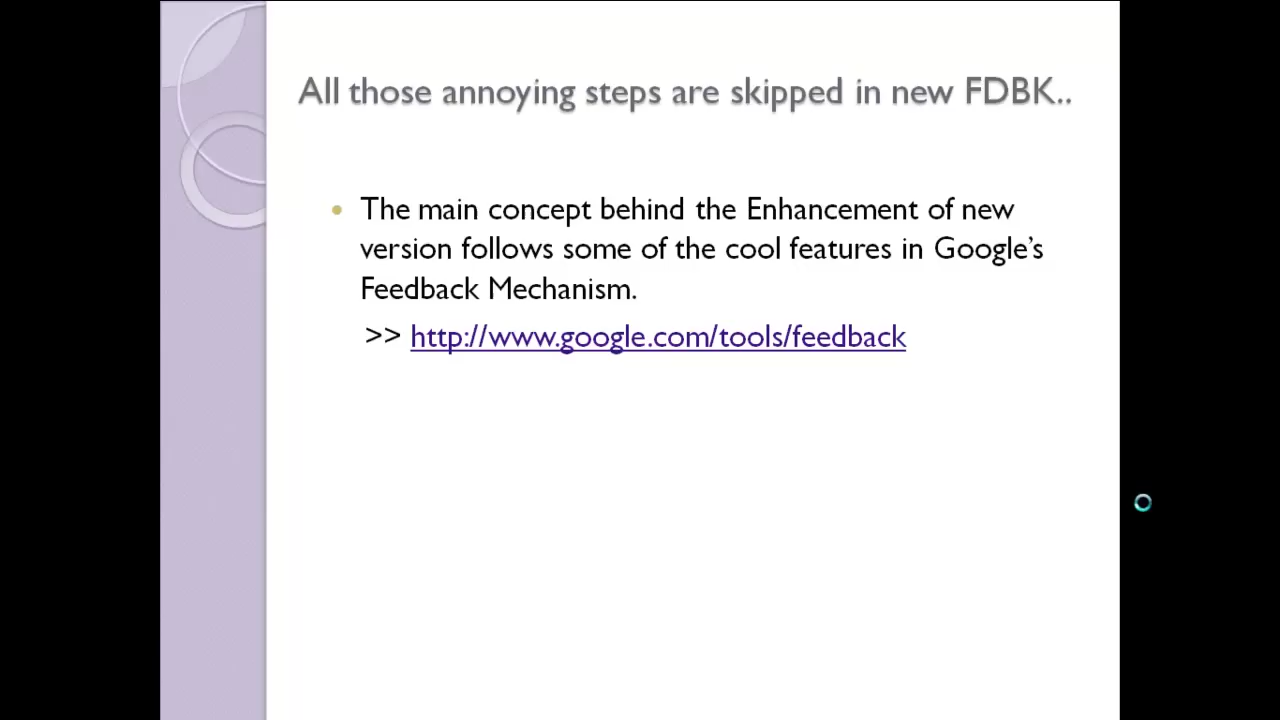 All those annoying steps are skipped in new FDBK..
The main concept behind the Enhancement of new
version follows some of the cool features in Google’s
Feedback Mechanism.
>> http://www.google.com/tools/feedback